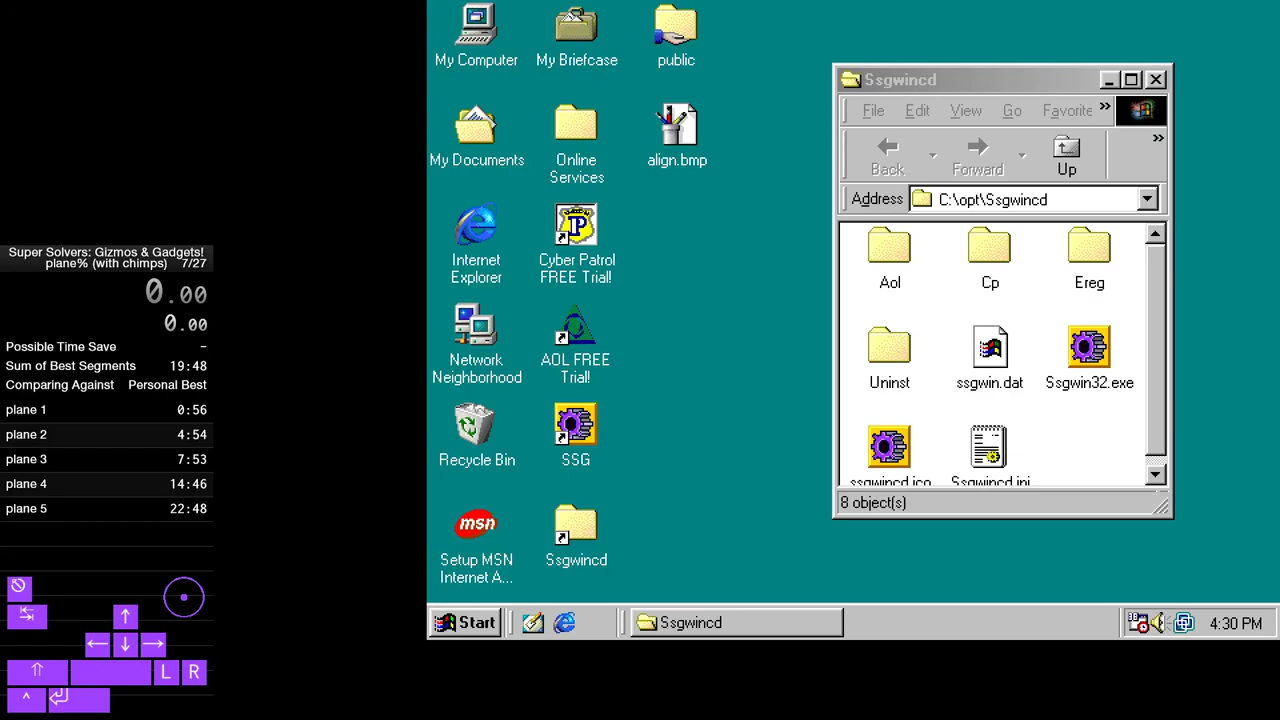 Super Solvers: Gizmos & Gadgets!
plane% (with chimps) 7/27
0.00
0.00
Possible Time Save –
Sum of Best Segments 19:48
Comparing Against Personal Best
plane 1 0:56
plane 2 4:54
plane 3 7:53
plane 4 14:46
plane 5 22:48
L R
My Computer
My Briefcase
public
My Documents
Online
Services
align.bmp
Internet
Explorer
Cyber Patrol
FREE Trial!
Network
Neighborhood
AOL FREE
Trial!
Recycle Bin
SSG
msn
Setup MSN
Internet A...
Ssgwincd
Ssgwincd
File Edit View Go Favorite »
Back Forward Up »
Address C:\opt\Ssgwincd
Aol Cp Ereg
Uninst ssgwin.dat Ssgwin32.exe
ssgwincd.ico Ssgwincd.ini
8 object(s)
Start Ssgwincd 4:30 PM